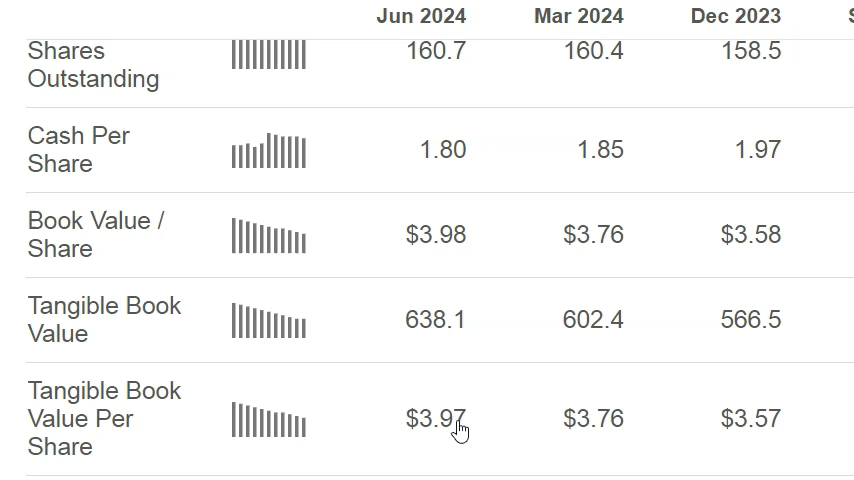 Jun 2024 Mar 2024 Dec 2023
Shares
Outstanding
160.7 160.4 158.5
Cash Per
Share
1.80 1.85 1.97
Book Value /
Share
$3.98 $3.76 $3.58
Tangible Book
Value
638.1 602.4 566.5
Tangible Book
Value Per
Share
$3.97 $3.76 $3.57